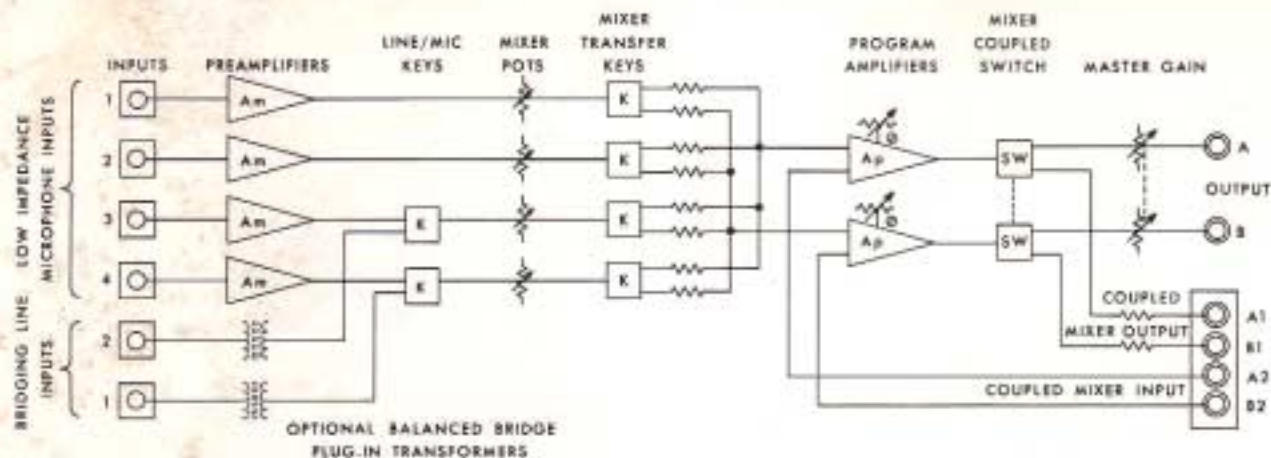 INPUTS
PREAMPLIFIERS
LINE/MIC
KEYS
MIXER
POTS
MIXER
TRANSFER
KEYS
PROGRAM
AMPLIFIERS
MIXER
COUPLED
SWITCH
MASTER GAIN
LOW IMPEDANCE
MICROPHONE INPUTS
1
Am
K
2
Am
K
Ap
SW
A
OUTPUT
3
Am
K
K
Ap
SW
B
4
Am
K
K
BRIDGING LINE
INPUTS
2
1
COUPLED
MIXER OUTPUT
A1
B1
COUPLED MIXER INPUT
A2
B2
OPTIONAL BALANCED BRIDGE
PLUG-IN TRANSFORMERS